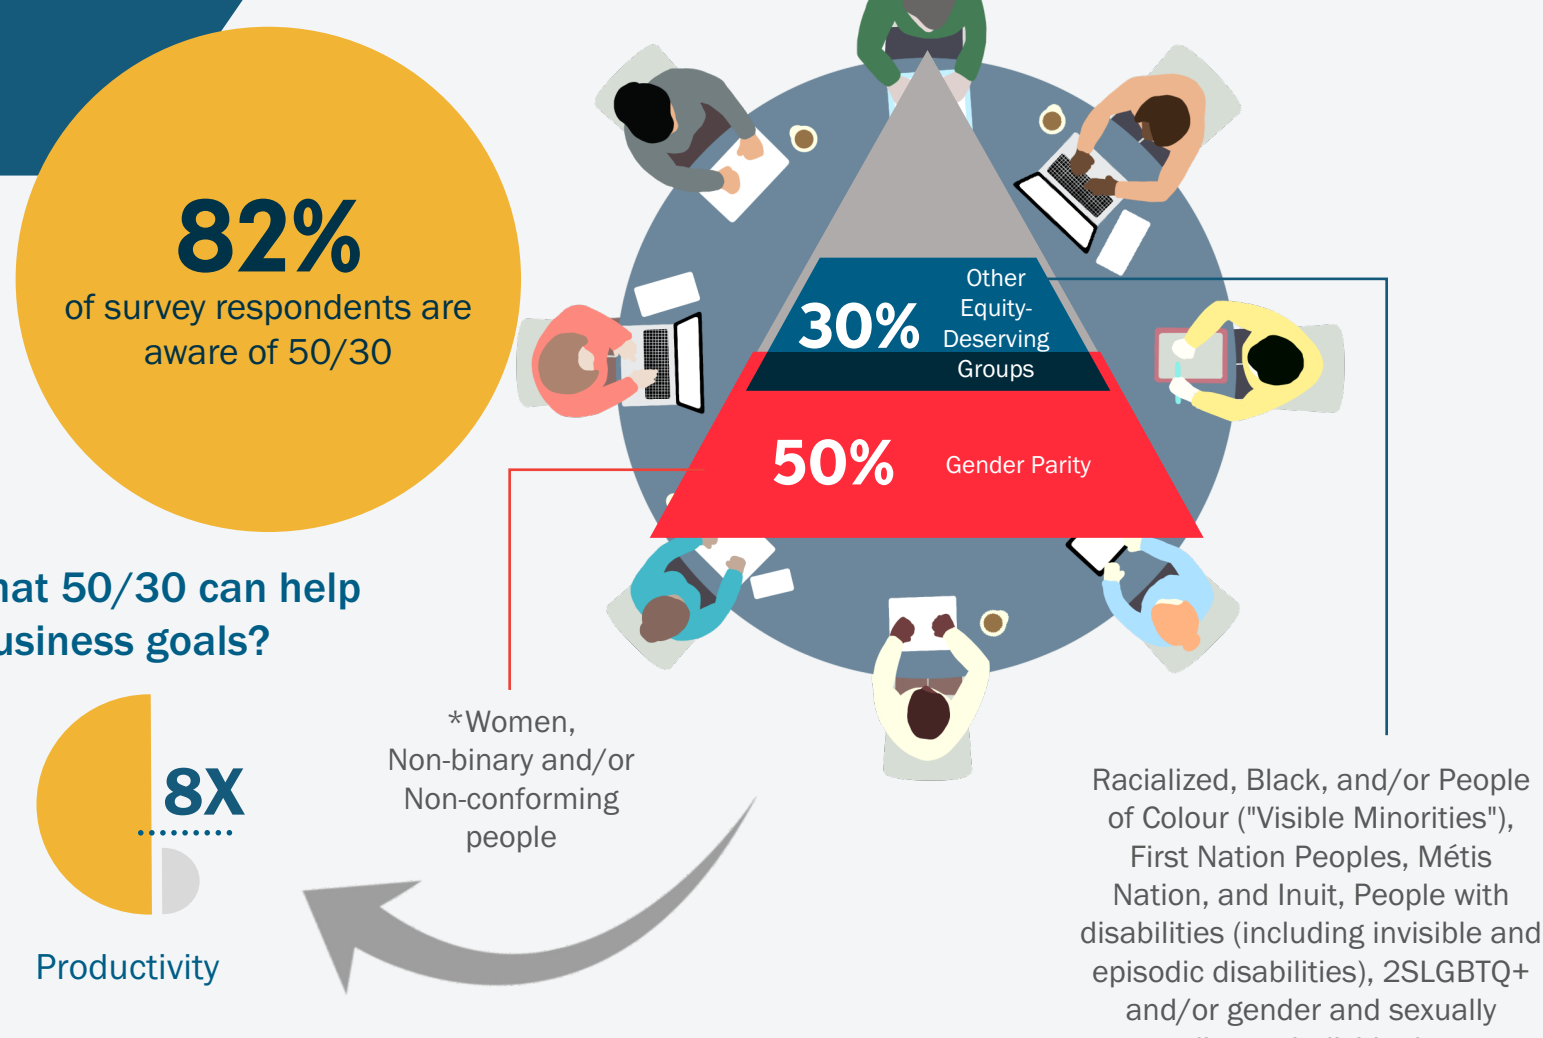 82%
of survey respondents are
aware of 50/30
30%
Other
Equity-
Deserving
Groups
50%
Gender Parity
50/30 can help
goals?
8X
Productivity
*Women,
Non-binary and/or
Non-conforming
people
Racialized, Black, and/or People
of Colour ("Visible Minorities"),
First Nation Peoples, Métis
Nation, and Inuit, People with
disabilities (including invisible and
episodic disabilities), 2SLGBTQ+
and/or gender and sexually